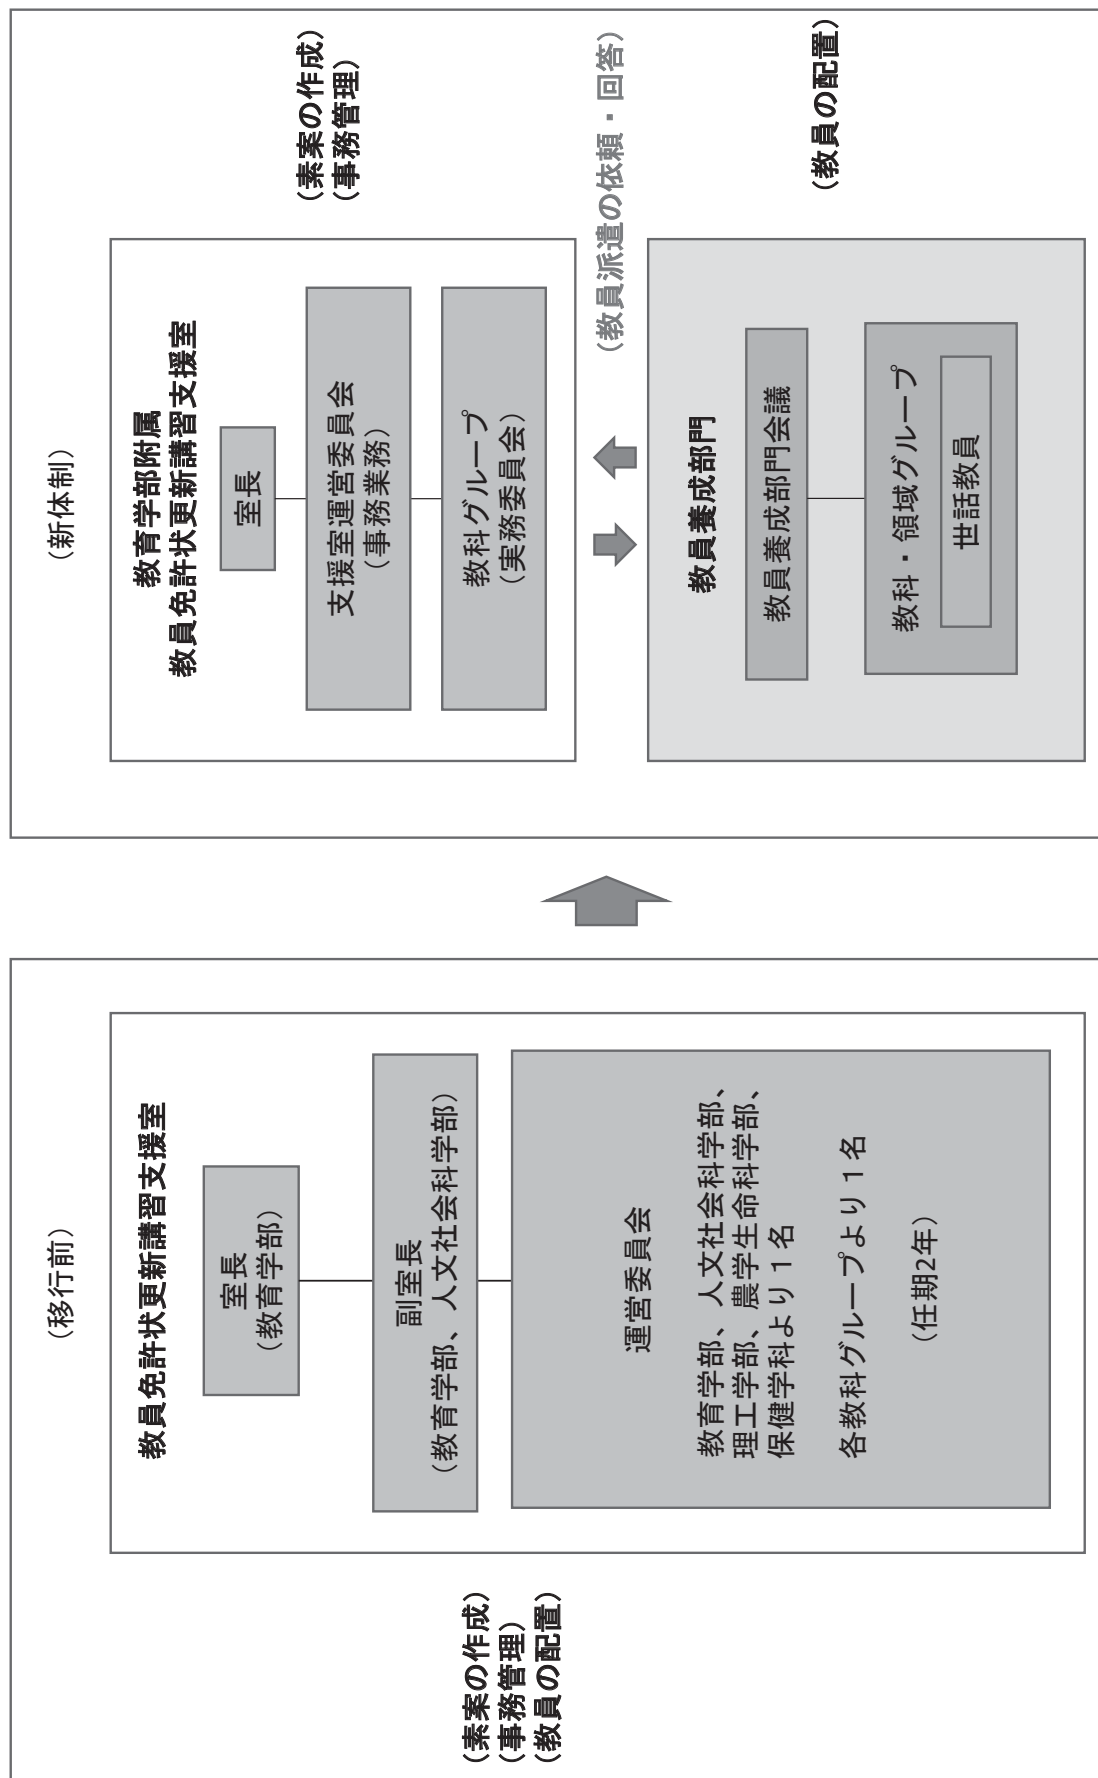 （移行前）
教員免許状更新講習支援室
室長
（教育学部）
副室長
（教育学部、人文社会科学部）
運営委員会
教育学部、人文社会科学部、
理工学部、農学生命科学部、
保健学科より１名
各教科グループより１名
（任期2年）
（素案の作成）
（事務管理）
（教員の配置）
（新体制）
教育学部附属
教員免許状更新講習支援室
室長
支援室運営委員会
（事務業務）
教科グループ
（実務委員会）
（素案の作成）
（事務管理）
（教員派遣の依頼・回答）
教員養成部門
教員養成部門会議
教科・領域グループ
世話教員
（教員の配置）